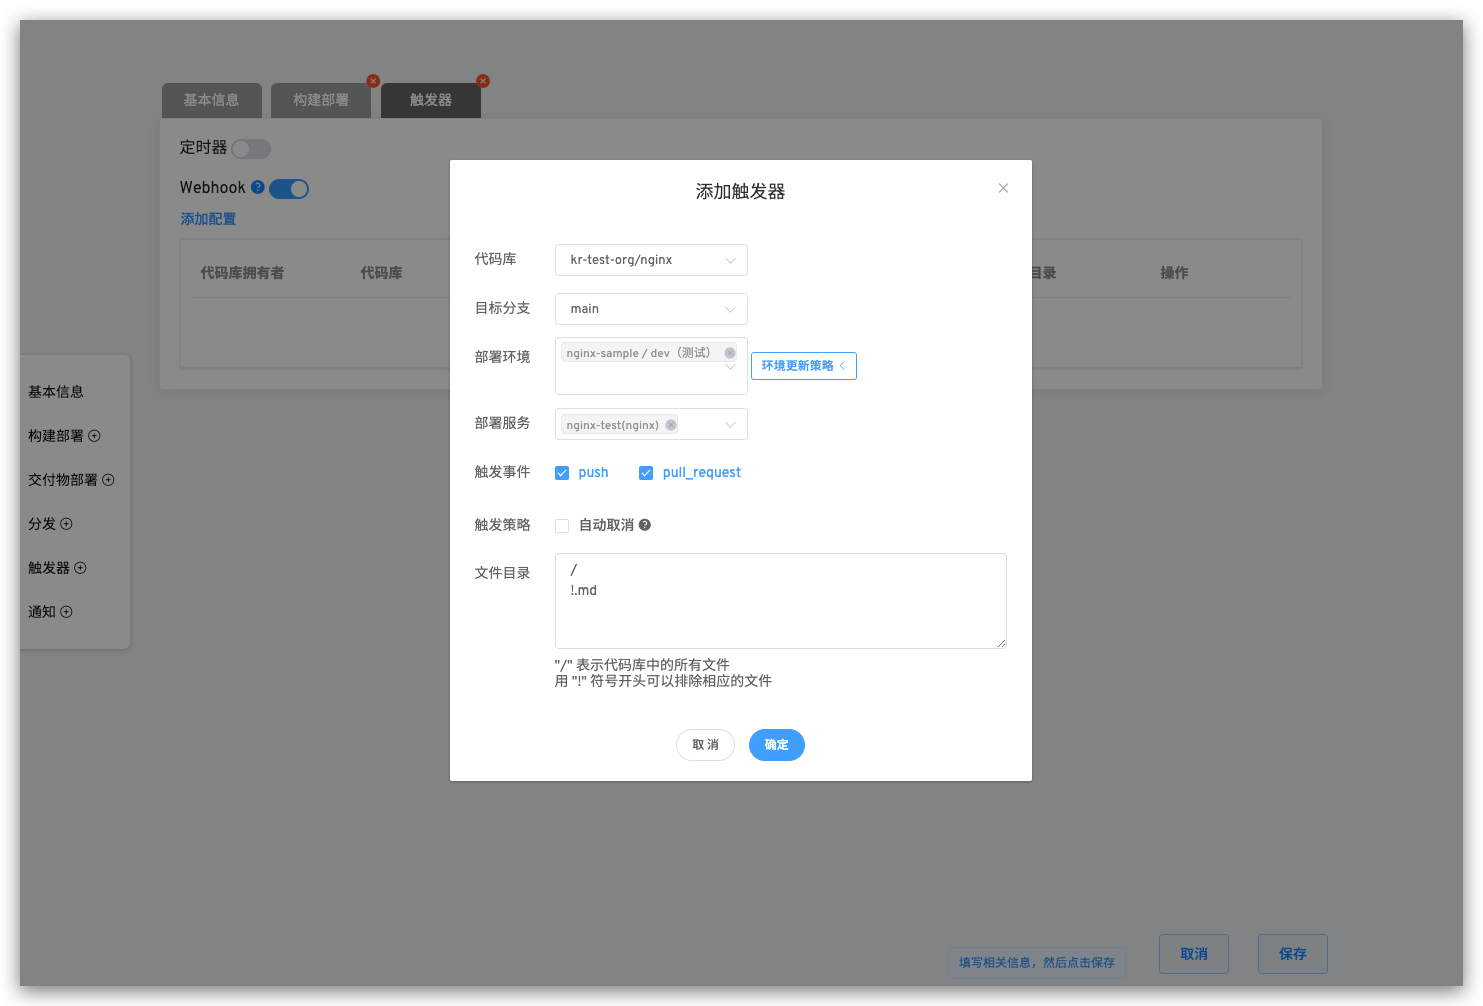 基本信息
构建部署
触发器
定时器
Webhook ?
添加配置
代码库拥有者
代码库
目录
操作
基本信息
构建部署
交付物部署
分发
触发器
通知
添加触发器
代码库
kr-test-org/nginx
目标分支
main
部署环境
nginx-sample / dev（测试）
环境更新策略
部署服务
nginx-test(nginx)
触发事件
push
pull_request
触发策略
自动取消 ?
文件目录
/
!.md
"/" 表示代码库中的所有文件
用 "!" 符号开头可以排除相应的文件
取 消
确定
填写相关信息，然后点击保存
取消
保存